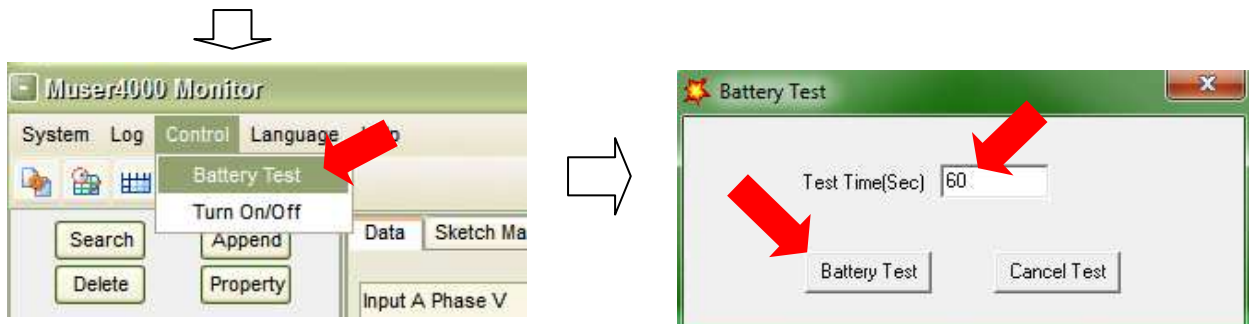 Muser4000 Monitor
System Log Control Language
Battery Test
Turn On/Off
Search Append
Delete Property
Data Sketch Ma
Input A Phase V
Battery Test
Test Time(Sec) 60
Battery Test Cancel Test